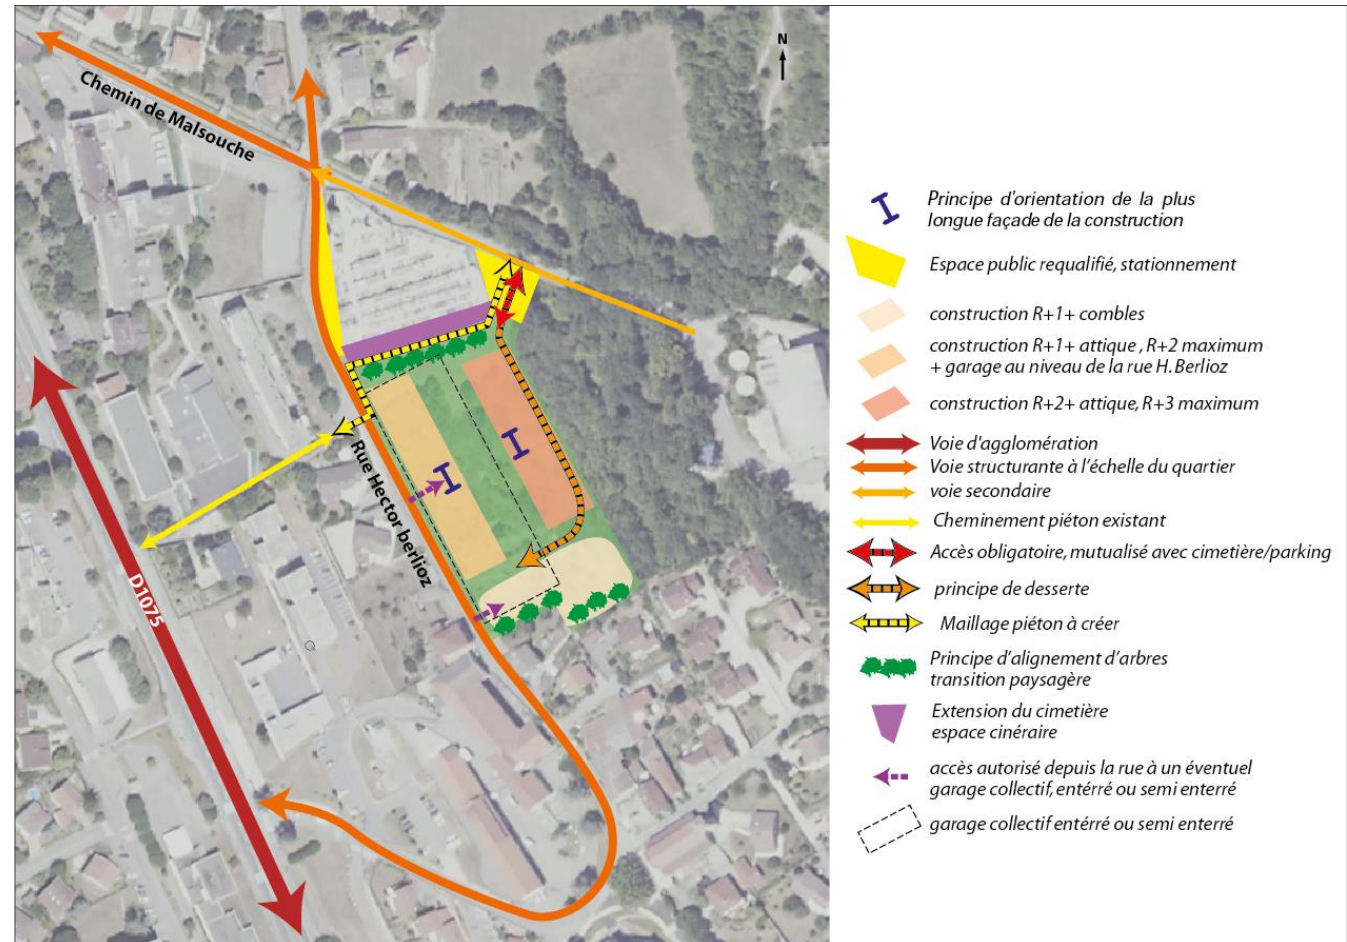 Chemin de Malsouche
N
Rue Hector berlioz
D1075
Principe d'orientation de la plus
longue façade de la construction
Espace public requalifié, stationnement
construction R+1+ combles
construction R+1+ attique , R+2 maximum
+ garage au niveau de la rue H. Berlioz
construction R+2+ attique, R+3 maximum
Voie d'agglomération
Voie structurante à l'échelle du quartier
voie secondaire
Cheminement piéton existant
Accès obligatoire, mutualisé avec cimetière/parking
principe de desserte
Maillage piéton à créer
Principe d'alignement d'arbres
transition paysagère
Extension du cimetière
espace cinéraire
accès autorisé depuis la rue à un éventuel
garage collectif, entérré ou semi enterré
garage collectif entérré ou semi enterré